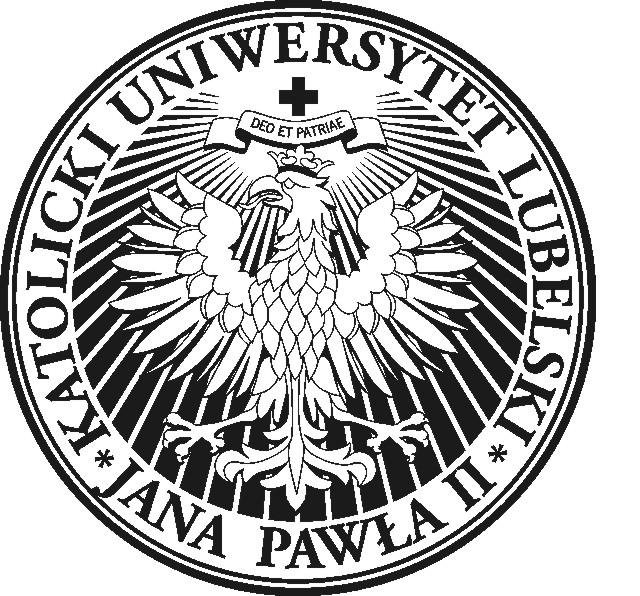 KATOLICKI UNIWERSYTET LUBELSKI
* JANA PAWŁA II *
DEO ET PATRIAE